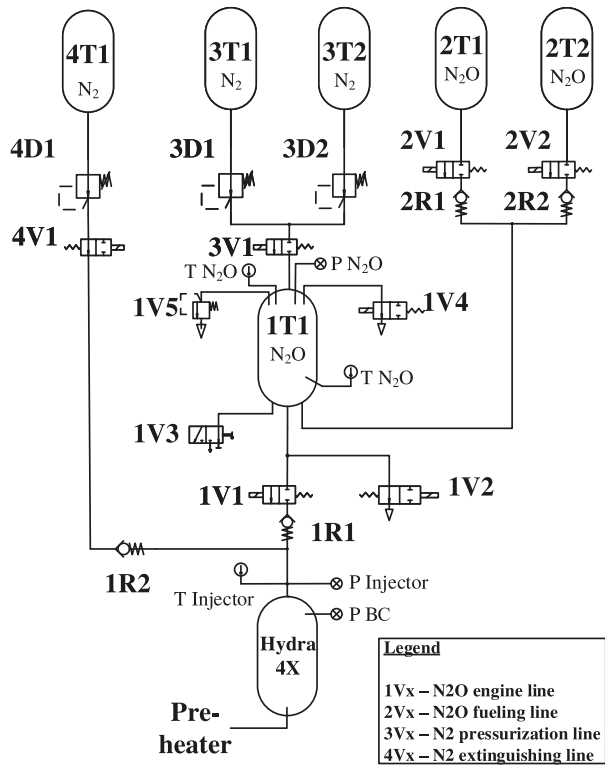 4T1
N₂
3T1
N₂
3T2
N₂
2T1
N₂O
2T2
N₂O
4D1
3D1
3D2
2V1
2V2
2R1
2R2
4V1
3V1
T N₂O
P N₂O
1V5
1T1
N₂O
1V4
T N₂O
1V3
1V1
1V2
1R1
1R2
T Injector
P Injector
P BC
Hydra
4X
Pre-
heater
Legend
1Vx – N2O engine line
2Vx – N2O fueling line
3Vx – N2 pressurization line
4Vx – N2 extinguishing line